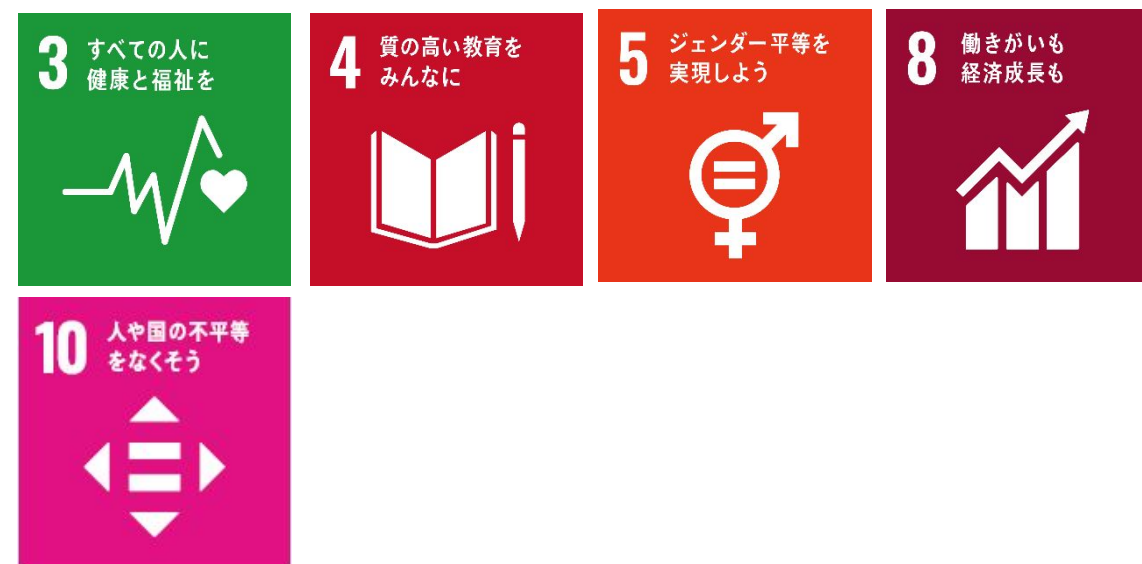 3 すべての人に
健康と福祉を
4 質の高い教育を
みんなに
5 ジェンダー平等を
実現しよう
8 働きがいも
経済成長も
10 人や国の不平等
をなくそう